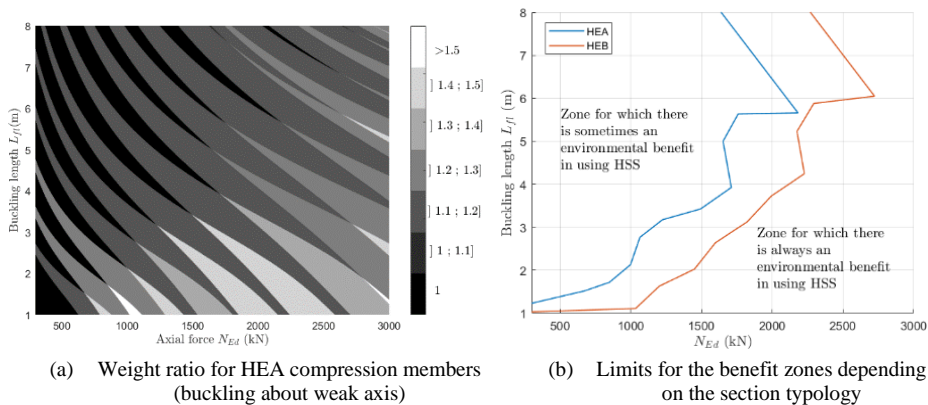 8
7
6
5
4
3
2
1
Buckling length L_fl (m)
500
1000
1500
2000
2500
3000
Axial force N_Ed (kN)
>1.5
] 1.4 ; 1.5]
] 1.3 ; 1.4]
] 1.2 ; 1.3]
] 1.1 ; 1.2]
] 1 ; 1.1]
1
(a) Weight ratio for HEA compression members
(buckling about weak axis)
8
7
6
5
4
3
2
1
Buckling length L_fl (m)
HEA
HEB
Zone for which there
is sometimes an
environmental benefit
in using HSS
Zone for which there
is always an
environmental benefit
in using HSS
500
1000
1500
2000
2500
3000
N_Ed (kN)
(b) Limits for the benefit zones depending
on the section typology